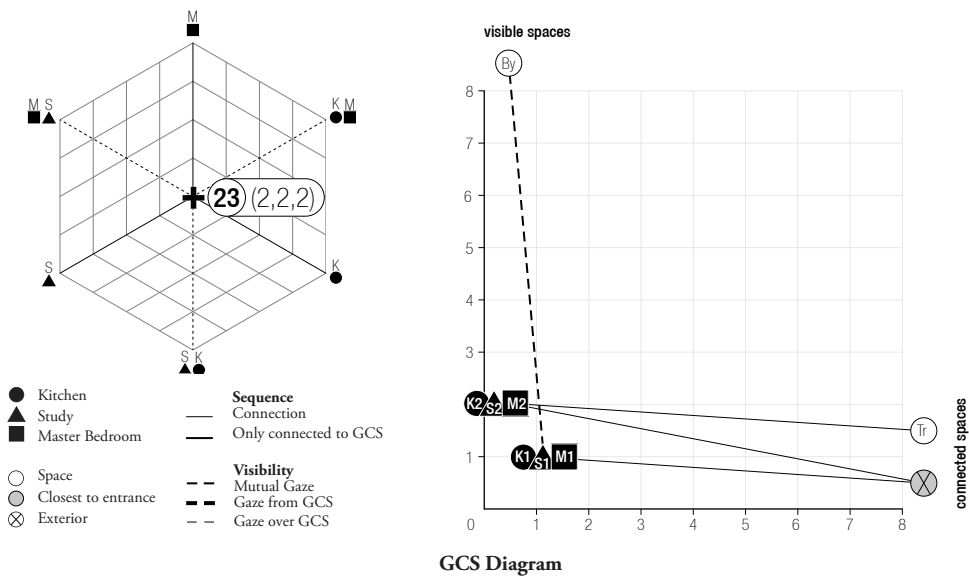 M
M S
K M
23 (2,2,2)
S
K
S K
Kitchen
Study
Master Bedroom
Space
Closest to entrance
Exterior
Sequence
Connection
Only connected to GCS
Visibility
Mutual Gaze
Gaze from GCS
Gaze over GCS
visible spaces
By
8
7
6
5
4
3
K2 S2 M2
Tr
1
K1 S1 M1
0 1 2 3 4 5 6 7 8
connected spaces
GCS Diagram